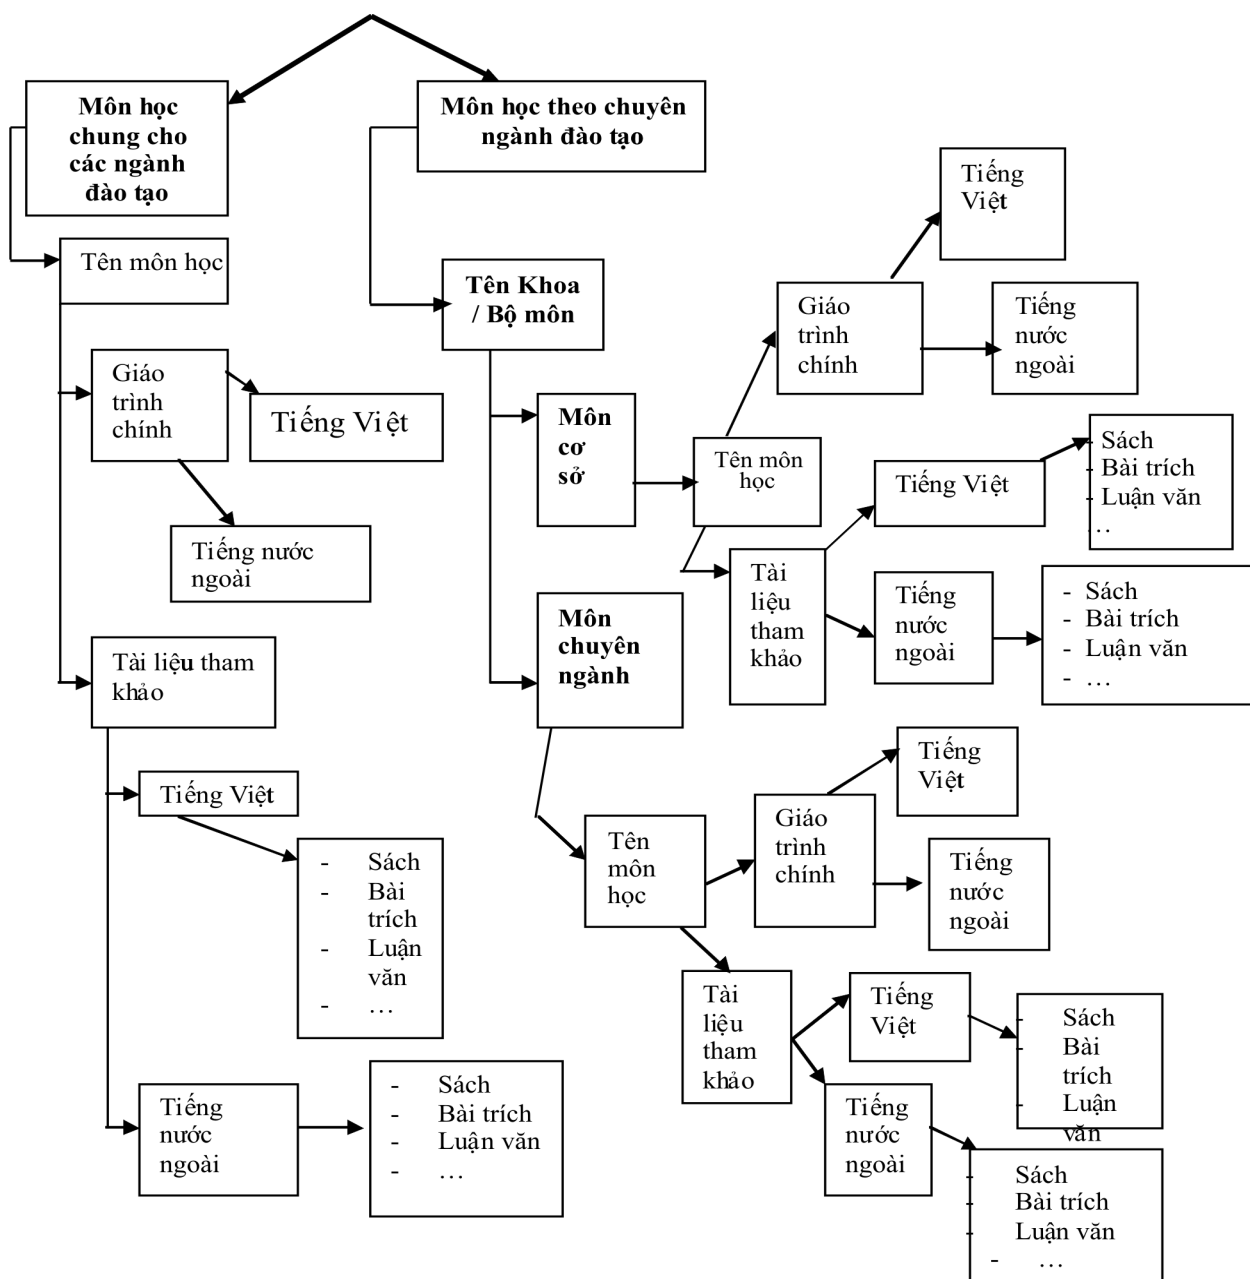 Môn học
chung cho
các ngành
đào tạo
Môn học theo chuyên
ngành đào tạo
Tên môn học
Giáo
trình
chính
Tiếng Việt
Tiếng nước
ngoài
Tài liệu tham
khảo
Tiếng Việt
- Sách
- Bài
trích
- Luận
văn
- …
Tiếng
nước
ngoài
- Sách
- Bài trích
- Luận văn
- …
Tên Khoa
/ Bộ môn
Môn
cơ
sở
Tên môn
học
Giáo
trình
chính
Tiếng
Việt
Tiếng
nước
ngoài
Tài
liệu
tham
khảo
Tiếng Việt
- Sách
- Bài trích
- Luận văn
…
Tiếng
nước
ngoài
- Sách
- Bài trích
- Luận văn
- …
Môn
chuyên
ngành
Tên
môn
học
Giáo
trình
chính
Tiếng
Việt
Tiếng
nước
ngoài
Tài
liệu
tham
khảo
Tiếng
Việt
- Sách
- Bài
trích
- Luận
văn
Tiếng
nước
ngoài
- Sách
- Bài trích
- Luận văn
- …